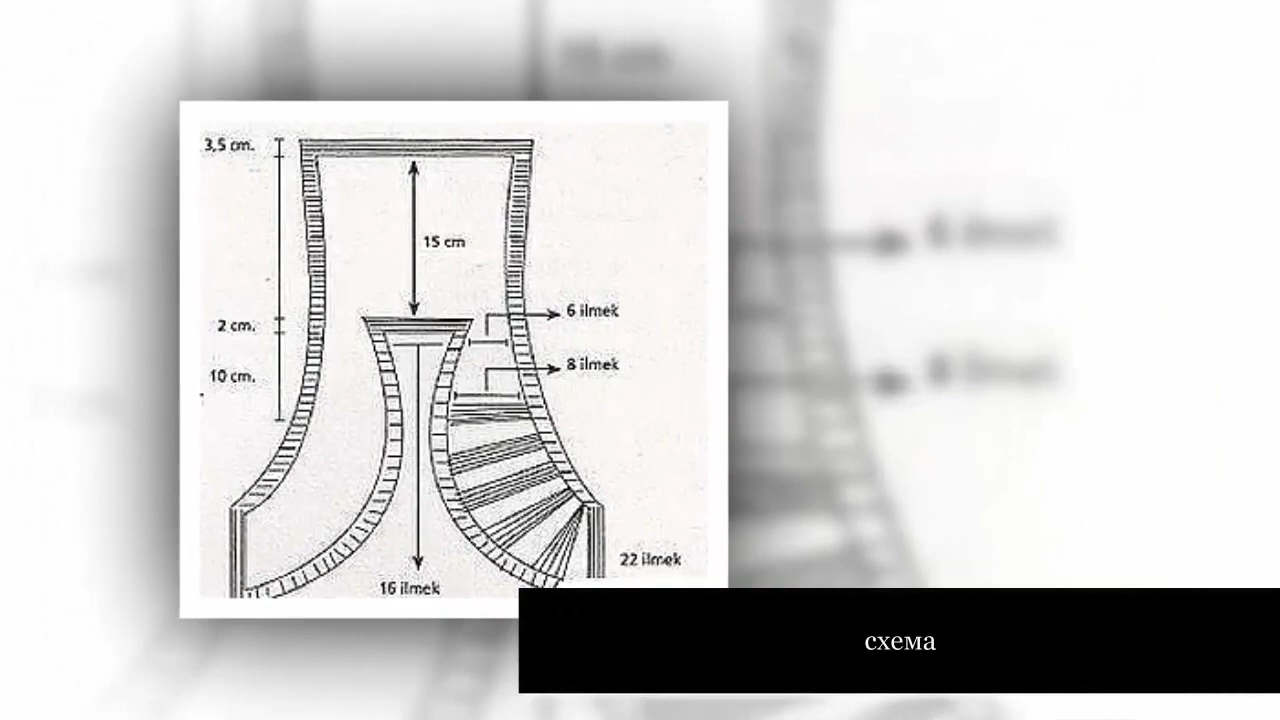 3,5 cm.
15 cm
6 ilmek
2 cm.
8 ilmek
10 cm.
22 ilmek
16 ilmek
схема